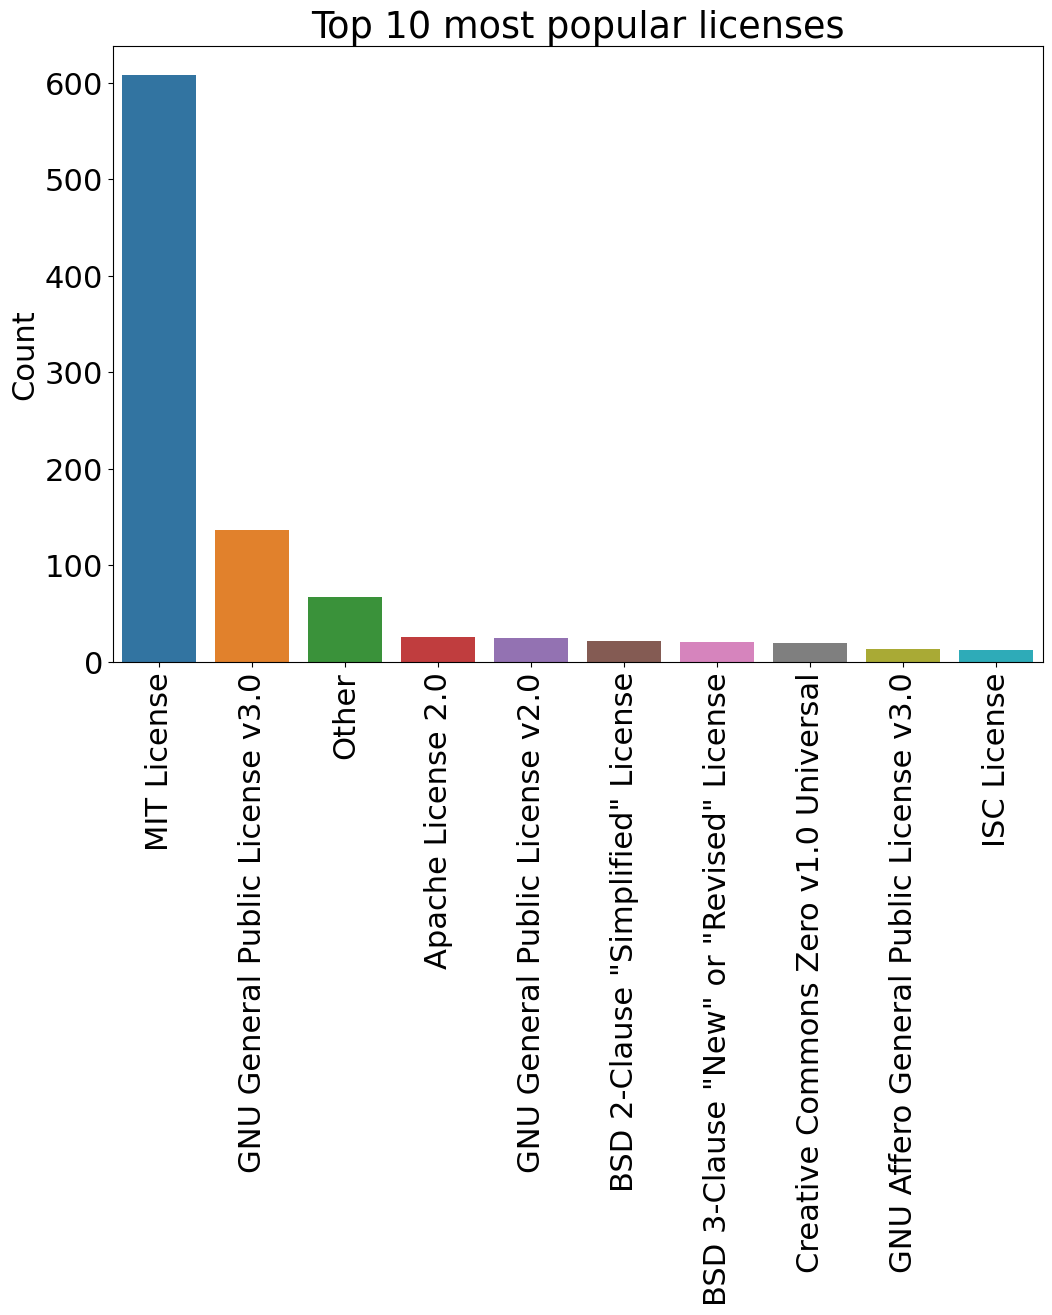 Top 10 most popular licenses
Count
600
500
400
300
200
100
0
MIT License
GNU General Public License v3.0
Other
Apache License 2.0
GNU General Public License v2.0
BSD 2-Clause "Simplified" License
BSD 3-Clause "New" or "Revised" License
Creative Commons Zero v1.0 Universal
GNU Affero General Public License v3.0
ISC License